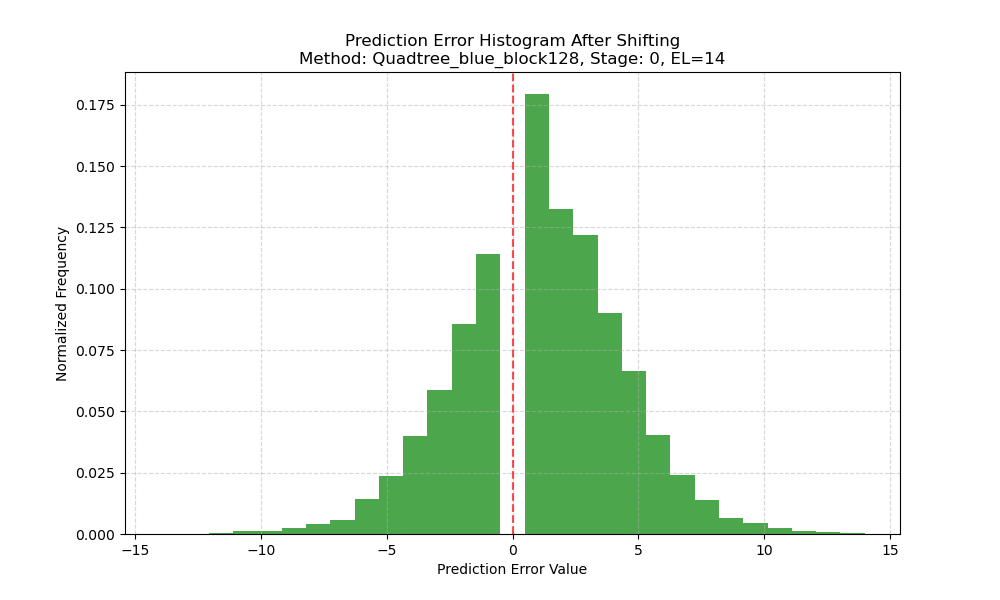 Prediction Error Histogram After Shifting
Method: Quadtree_blue_block128, Stage: 0, EL=14
Normalized Frequency
0.175
0.150
0.125
0.100
0.075
0.050
0.025
0.000
−15 −10 −5 0 5 10 15
Prediction Error Value